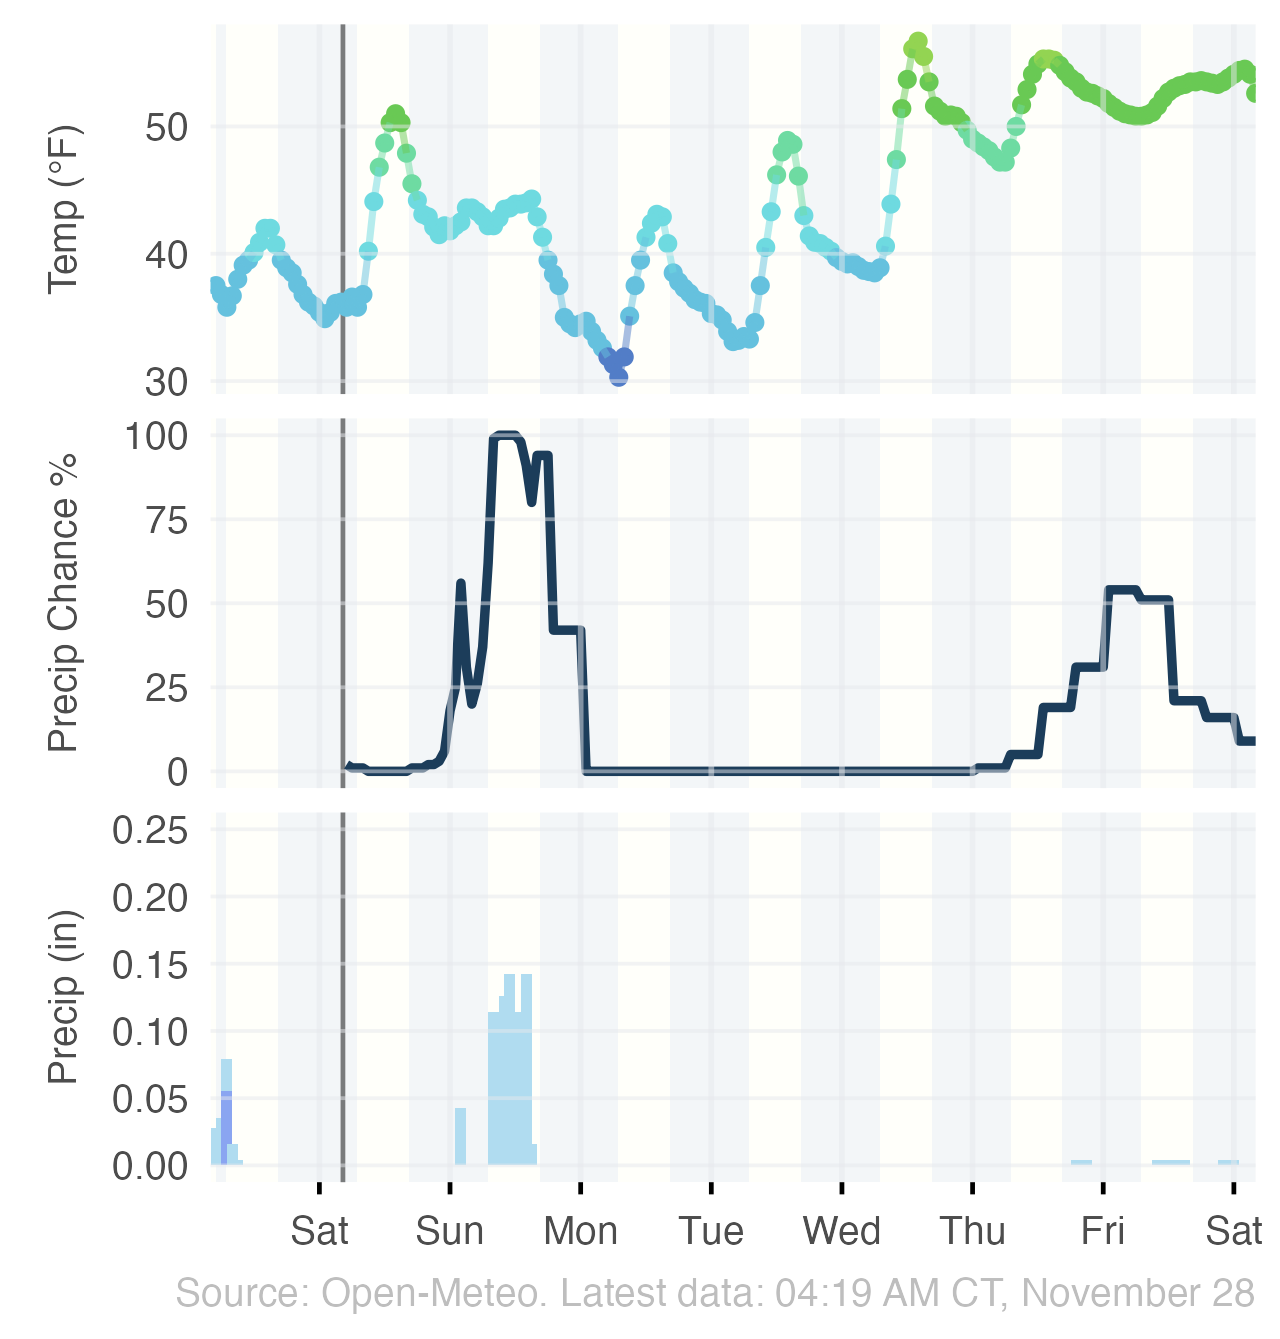 Temp (°F)
50
40
30
Precip Chance %
100
75
50
25
0
Precip (in)
0.25
0.20
0.15
0.10
0.05
0.00
Sat Sun Mon Tue Wed Thu Fri Sat
Source: Open-Meteo. Latest data: 04:19 AM CT, November 28